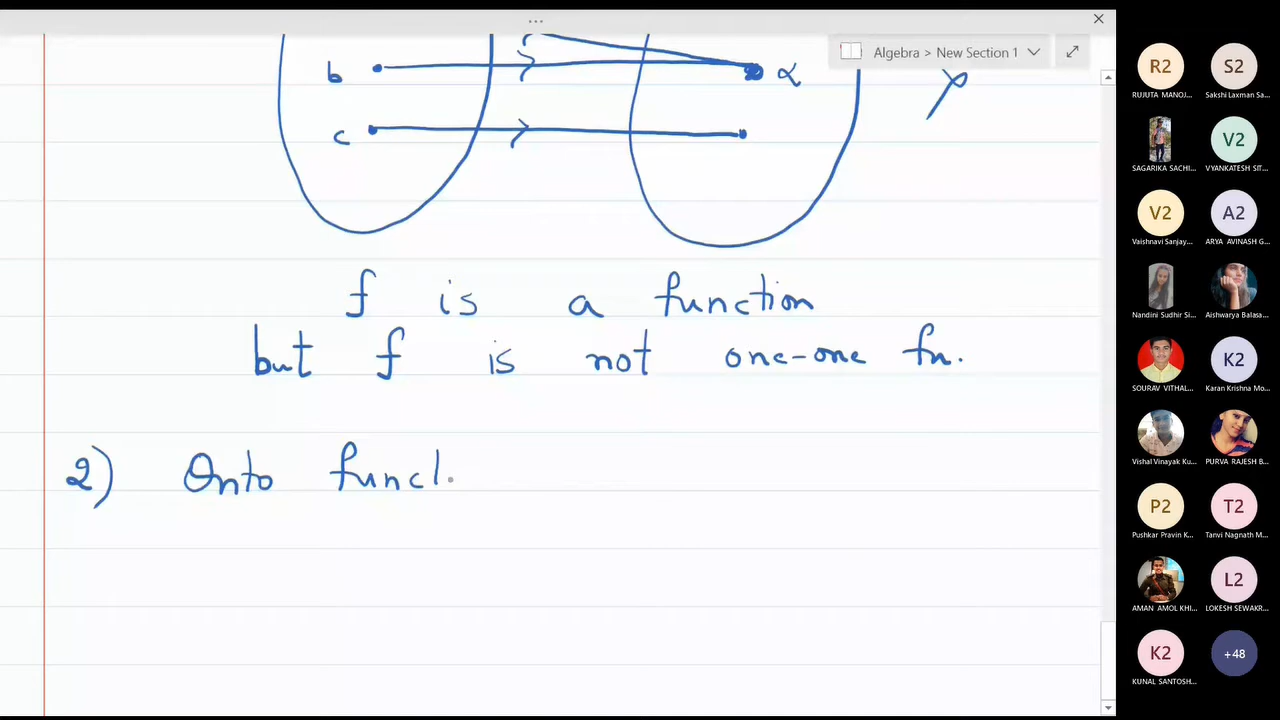 ...
Algebra > New Section 1
b
α
c
f is a function
but f is not one-one fn.
2) Onto funcl
R2
S2
RUJUTA MANOJ...
Sakshi Laxman Sa...
V2
SAGARIKA SACHI...
VYANKATESH SIT...
V2
A2
Vaishnavi Sanjay...
ARYA AVINASH G...
Nandini Sudhir Si...
Aishwarya Balasa...
K2
SOURAV VITHAL...
Karan Krishna Mo...
Vishal Vinayak Ku...
PURVA RAJESH B...
P2
T2
Pushkar Pravin K...
Tanvi Nagnath M...
L2
AMAN AMOL KHI...
LOKESH SEWAKR...
K2
+48
KUNAL SANTOSH...